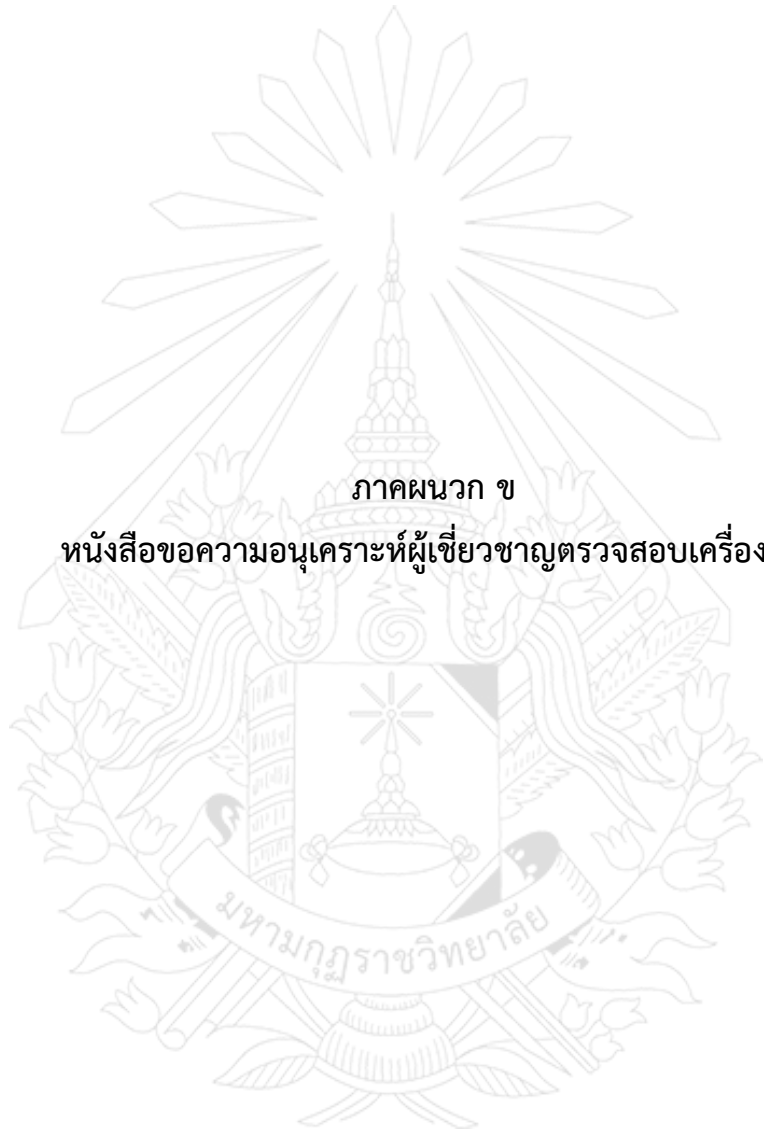 ภาคผนวก ข
หนังสือขอความอนุเคราะห์ผู้เชี่ยวชาญตรวจสอบเครื่อง
มหามกุฏราชวิทยาลัย